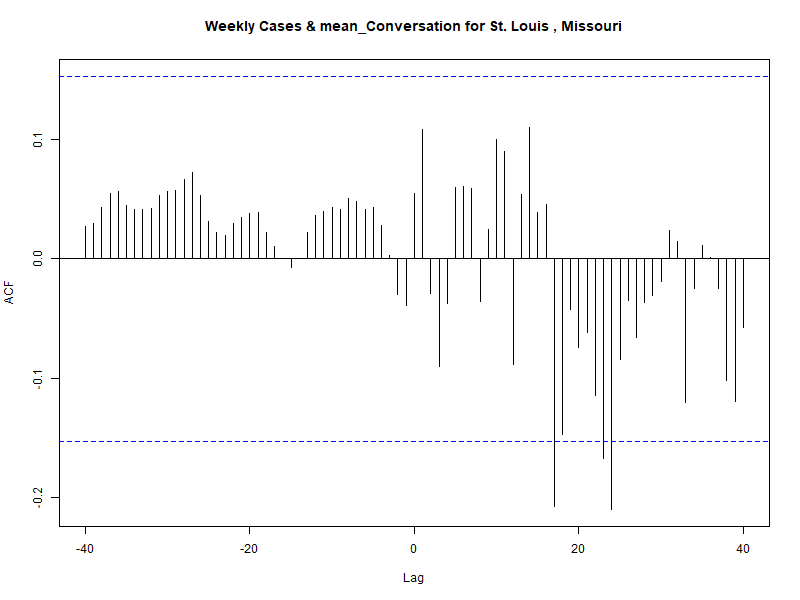 Weekly Cases & mean_Conversation for St. Louis , Missouri
ACF
0.1
0.0
-0.1
-0.2
-40 -20 0 20 40
Lag